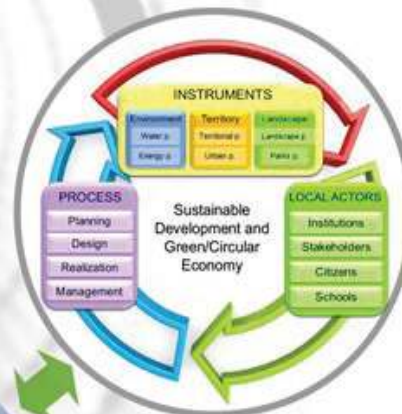 INSTRUMENTS
Environment
Territory
Landscape
Water p.
Territorial p.
Landscape p.
Energy p.
Urban p.
Parks p.
PROCESS
Planning
Design
Realization
Management
Sustainable
Development and
Green/Circular
Economy
LOCAL ACTORS
Institutions
Stakeholders
Citizens
Schools